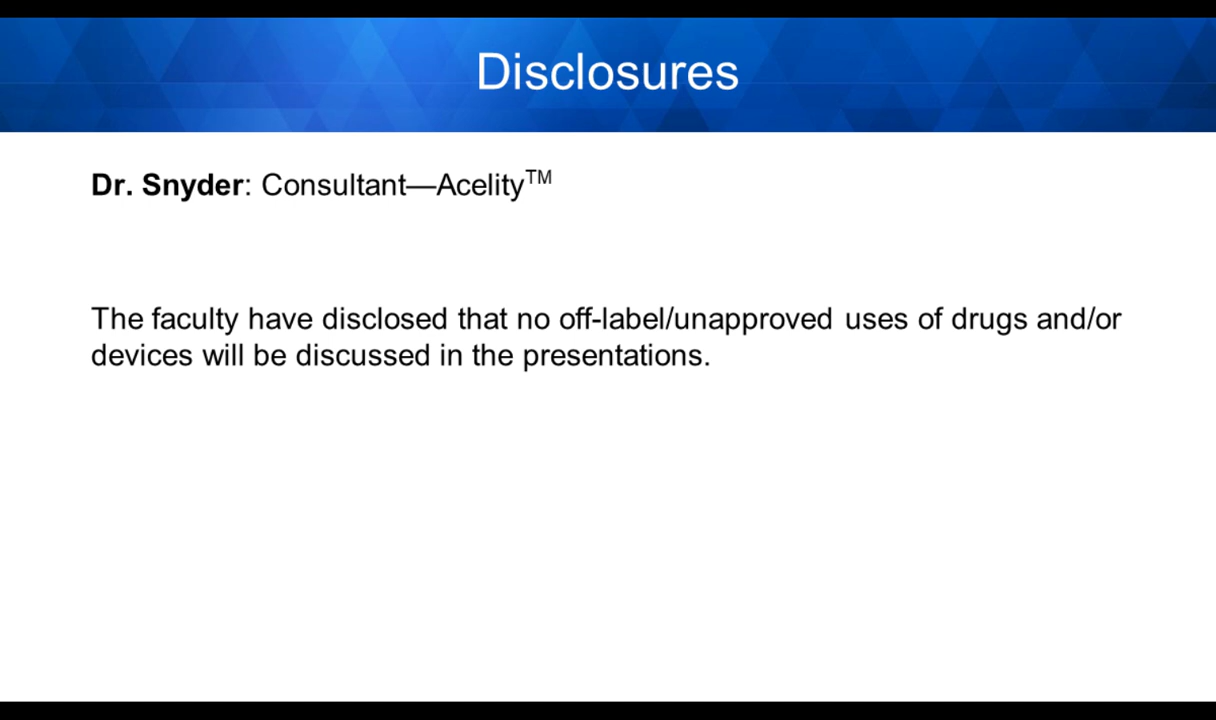 Disclosures
Dr. Snyder: Consultant—Acelity™
The faculty have disclosed that no off-label/unapproved uses of drugs and/or
devices will be discussed in the presentations.